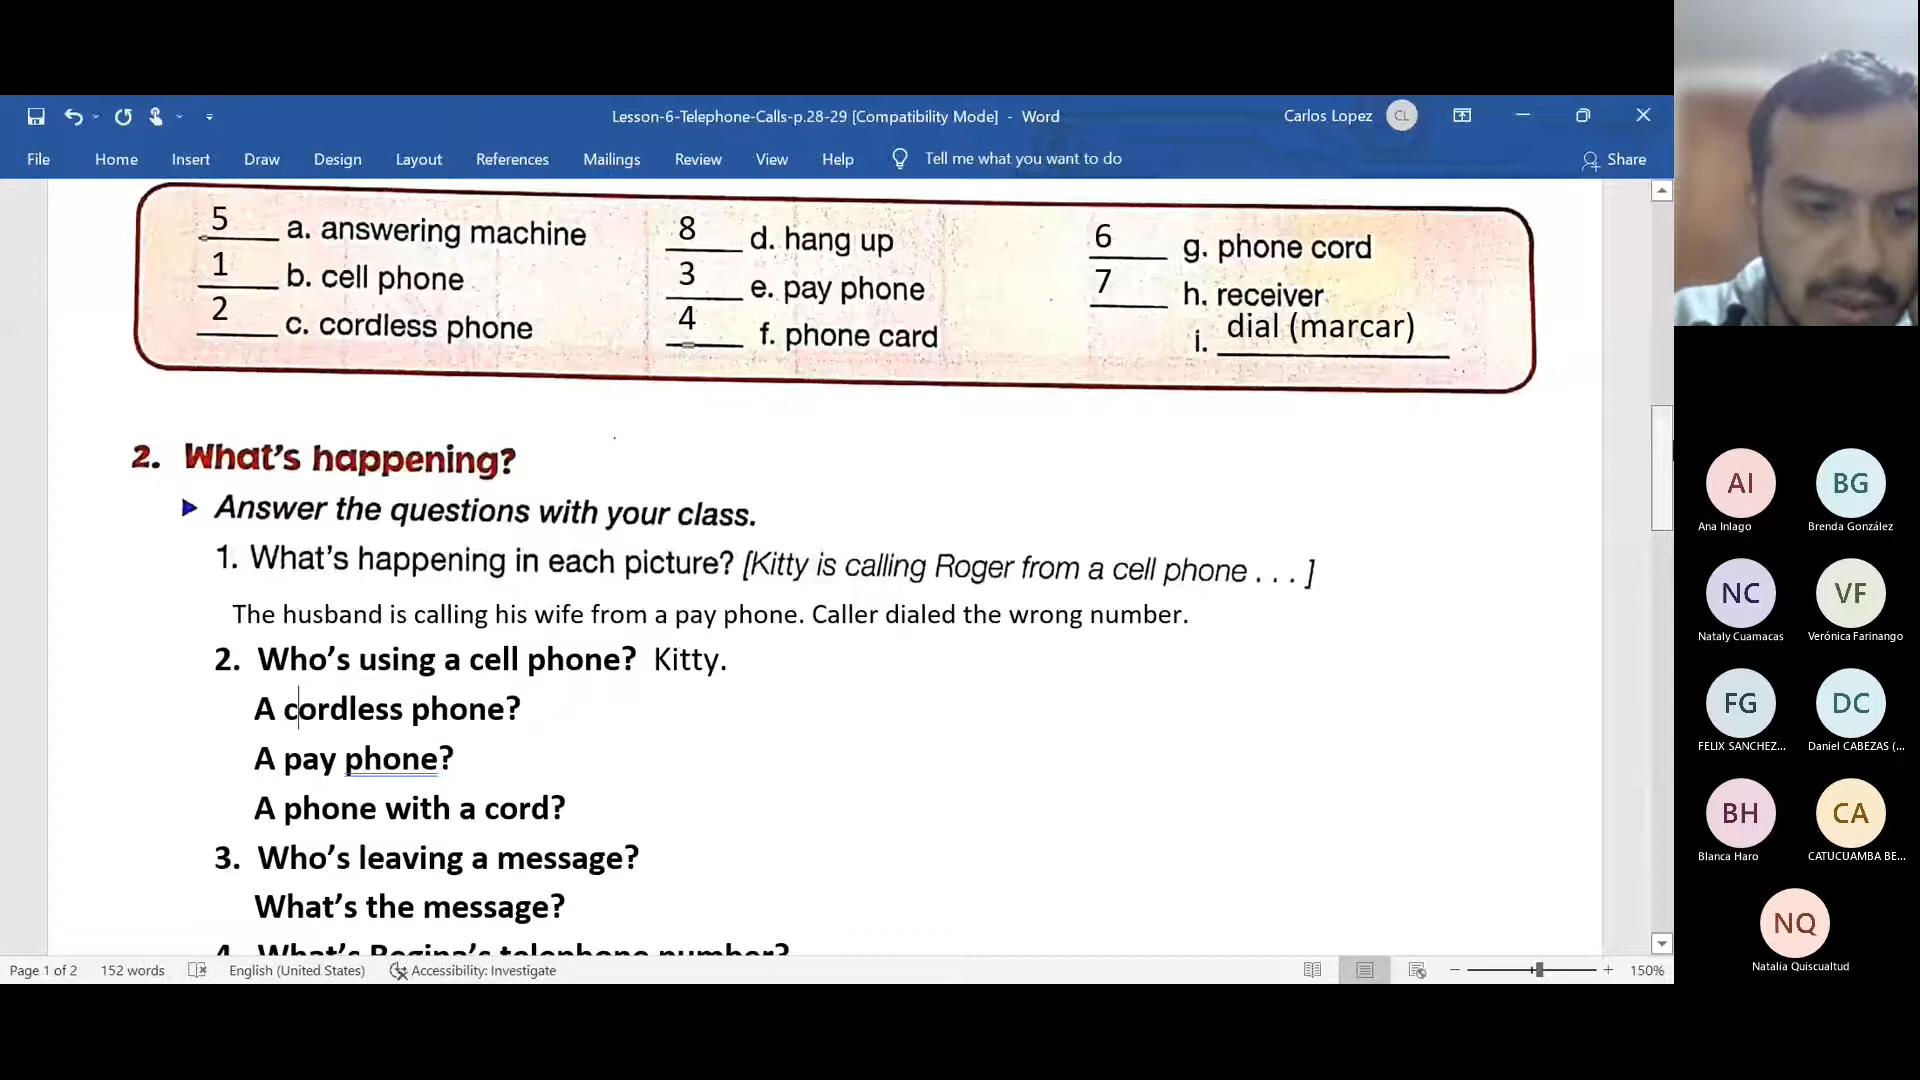 Lesson-6-Telephone-Calls-p.28-29 [Compatibility Mode] - Word
Carlos Lopez CL
File Home Insert Draw Design Layout References Mailings Review View Help Tell me what you want to do Share
5 a. answering machine
1 b. cell phone
2 c. cordless phone
8 d. hang up
3 e. pay phone
4 f. phone card
6 g. phone cord
7 h. receiver
i. dial (marcar)
2. What's happening?
Answer the questions with your class.
1. What's happening in each picture? [Kitty is calling Roger from a cell phone . . . ]
The husband is calling his wife from a pay phone. Caller dialed the wrong number.
2. Who's using a cell phone? Kitty.
A cordless phone?
A pay phone?
A phone with a cord?
3. Who's leaving a message?
What's the message?
4. What's Regina's telephone number?
Page 1 of 2 152 words English (United States) Accessibility: Investigate 150%
AI BG
Ana Inlago Brenda González
NC VF
Nataly Cuamacas Verónica Farinango
FG DC
FELIX SANCHEZ... Daniel CABEZAS (...
BH CA
Blanca Haro CATUCUAMBA BE...
NQ
Natalia Quiscualtud